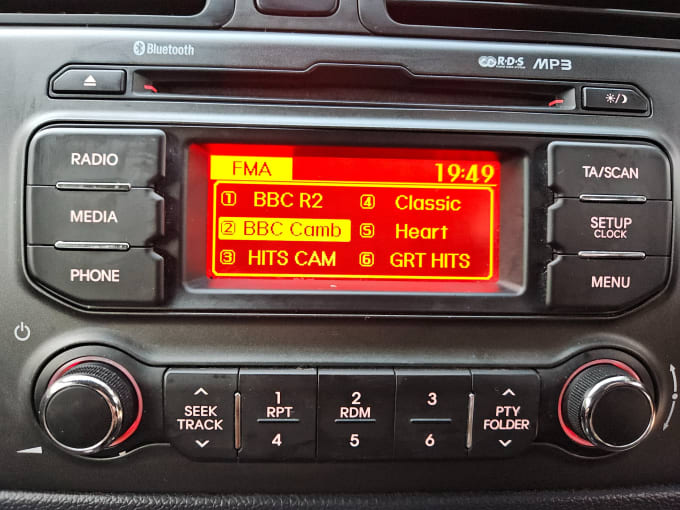 Bluetooth
R·D·S MP3
RADIO
MEDIA
PHONE
FMA 19:49
1 BBC R2 4 Classic
2 BBC Camb 5 Heart
3 HITS CAM 6 GRT HITS
TA/SCAN
SETUP
CLOCK
MENU
SEEK
TRACK
1
RPT
4
2
RDM
5
3
6
PTY
FOLDER